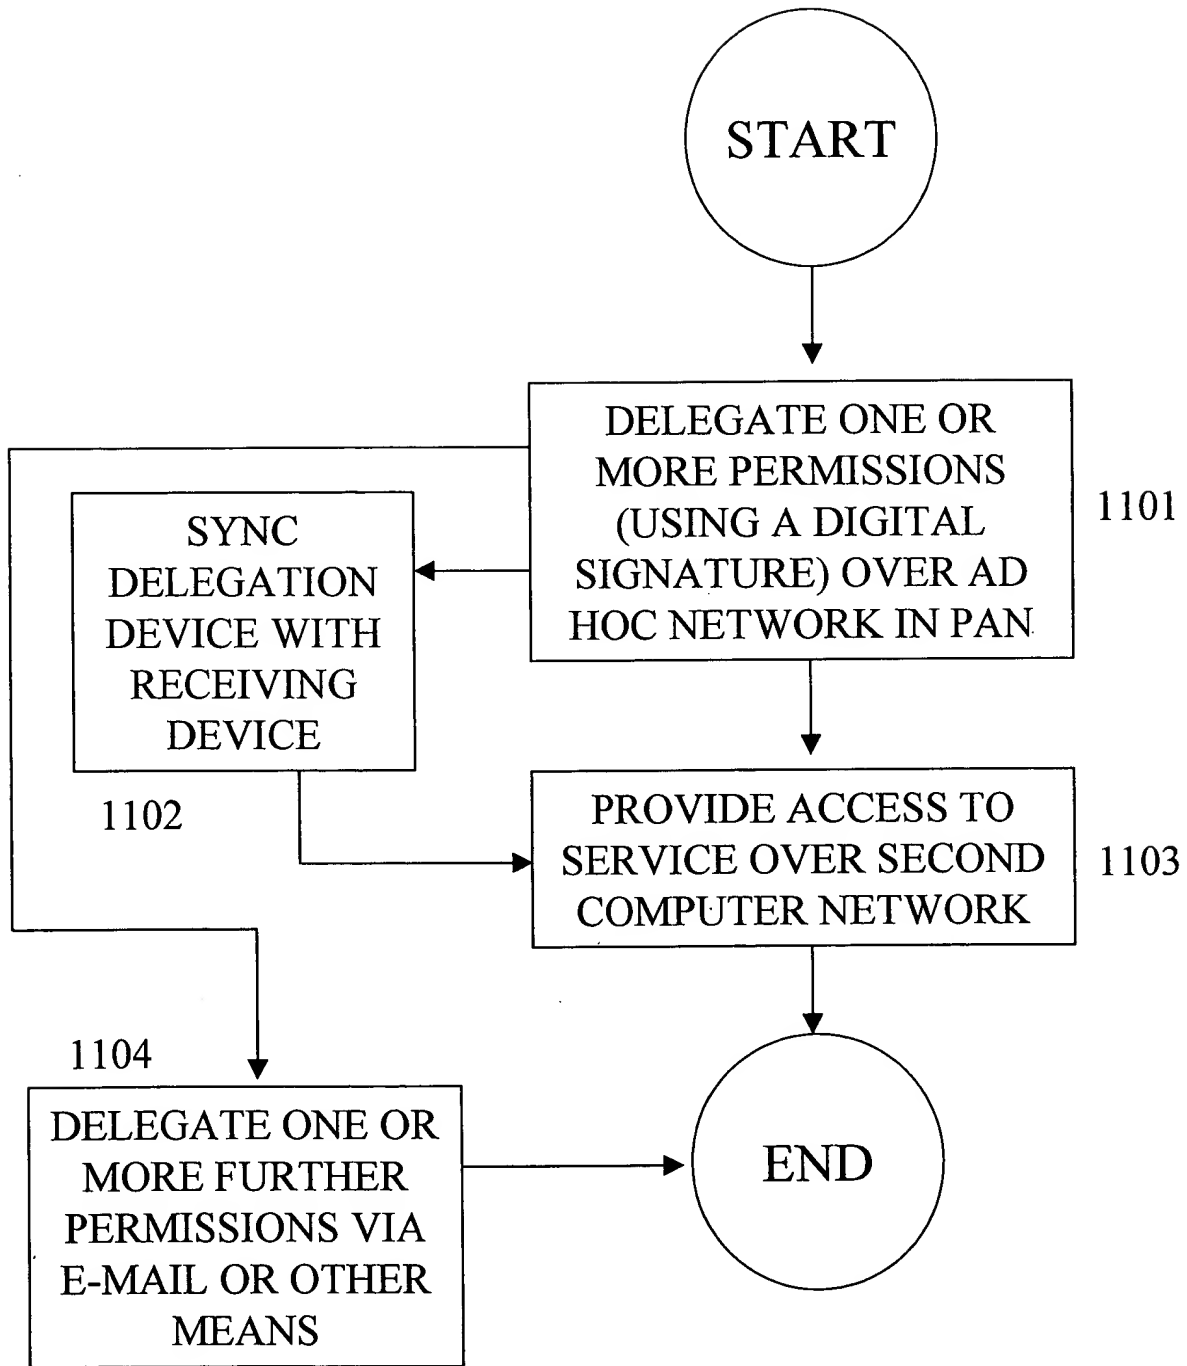 START
DELEGATE ONE OR
MORE PERMISSIONS
(USING A DIGITAL
SIGNATURE) OVER AD
HOC NETWORK IN PAN
1101
SYNC
DELEGATION
DEVICE WITH
RECEIVING
DEVICE
1102
PROVIDE ACCESS TO
SERVICE OVER SECOND
COMPUTER NETWORK
1103
1104
DELEGATE ONE OR
MORE FURTHER
PERMISSIONS VIA
E-MAIL OR OTHER
MEANS
END